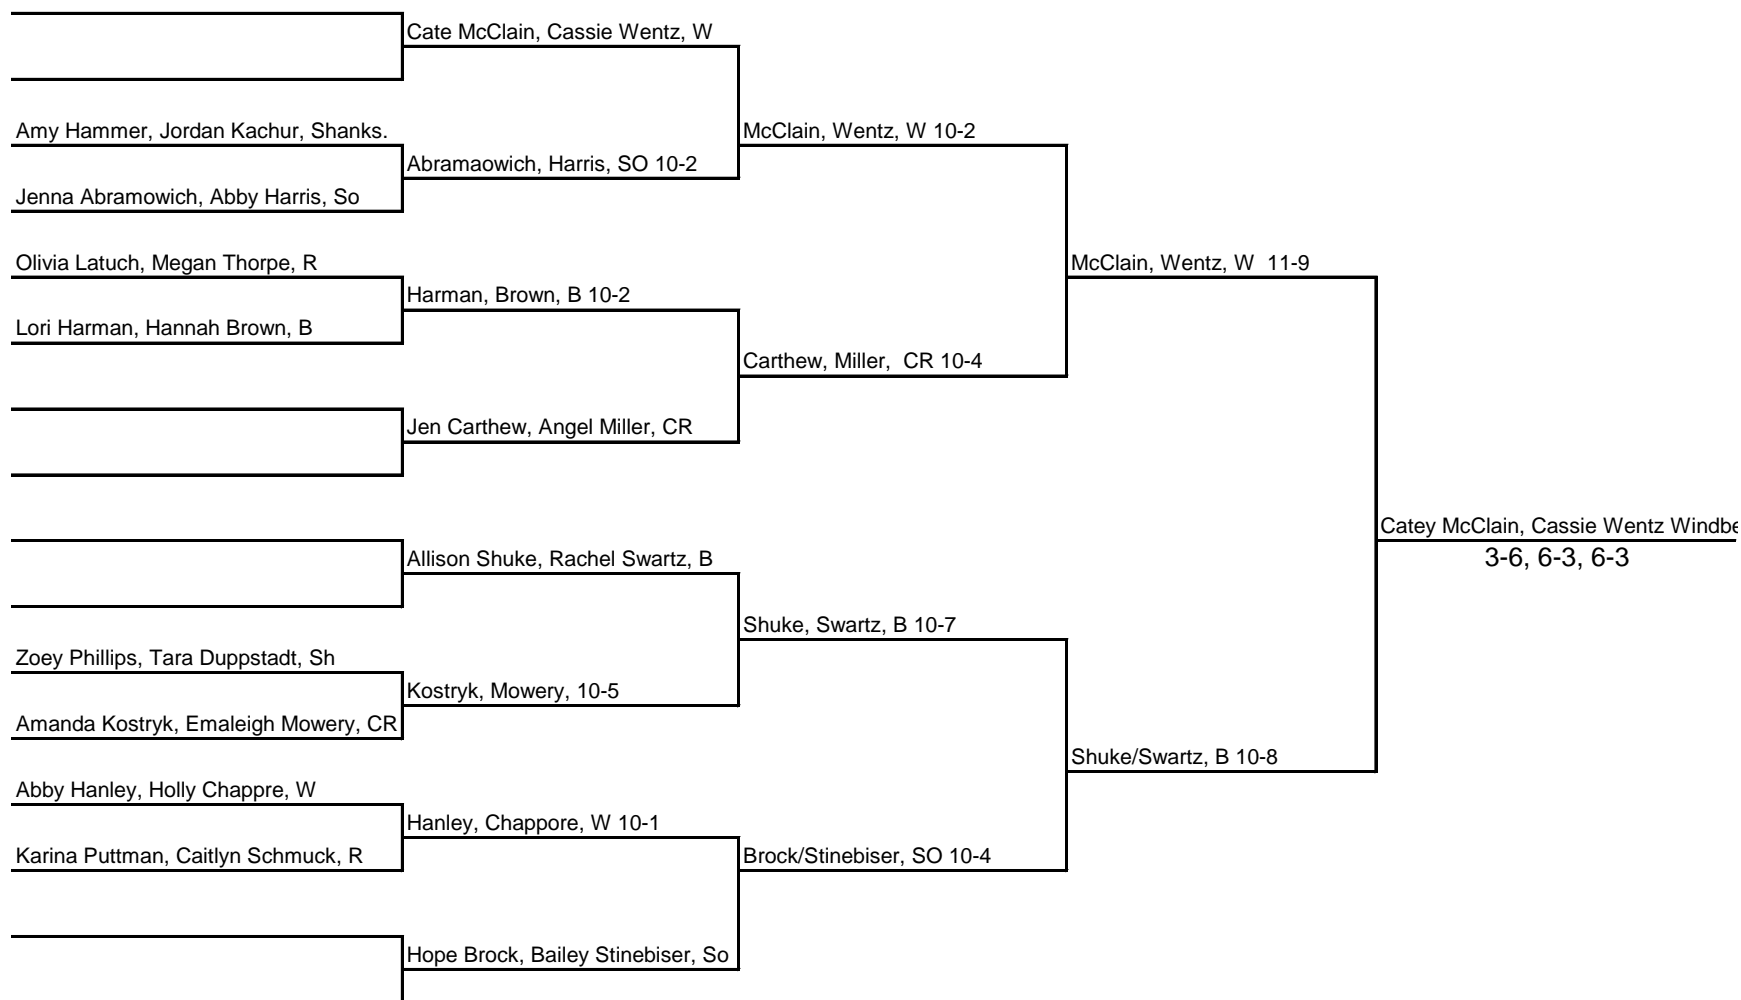 Cate McClain, Cassie Wentz, W
Amy Hammer, Jordan Kachur, Shanks.
McClain, Wentz, W 10-2
Abramaowich, Harris, SO 10-2
Jenna Abramowich, Abby Harris, So
Olivia Latuch, Megan Thorpe, R
McClain, Wentz, W  11-9
Harman, Brown, B 10-2
Lori Harman, Hannah Brown, B
Carthew, Miller,  CR 10-4
Jen Carthew, Angel Miller, CR
Catey McClain, Cassie Wentz Windbe
3-6, 6-3, 6-3
Allison Shuke, Rachel Swartz, B
Shuke, Swartz, B 10-7
Zoey Phillips, Tara Duppstadt, Sh
Kostryk, Mowery, 10-5
Amanda Kostryk, Emaleigh Mowery, CR
Shuke/Swartz, B 10-8
Abby Hanley, Holly Chappre, W
Hanley, Chappore, W 10-1
Karina Puttman, Caitlyn Schmuck, R
Brock/Stinebiser, SO 10-4
Hope Brock, Bailey Stinebiser, So